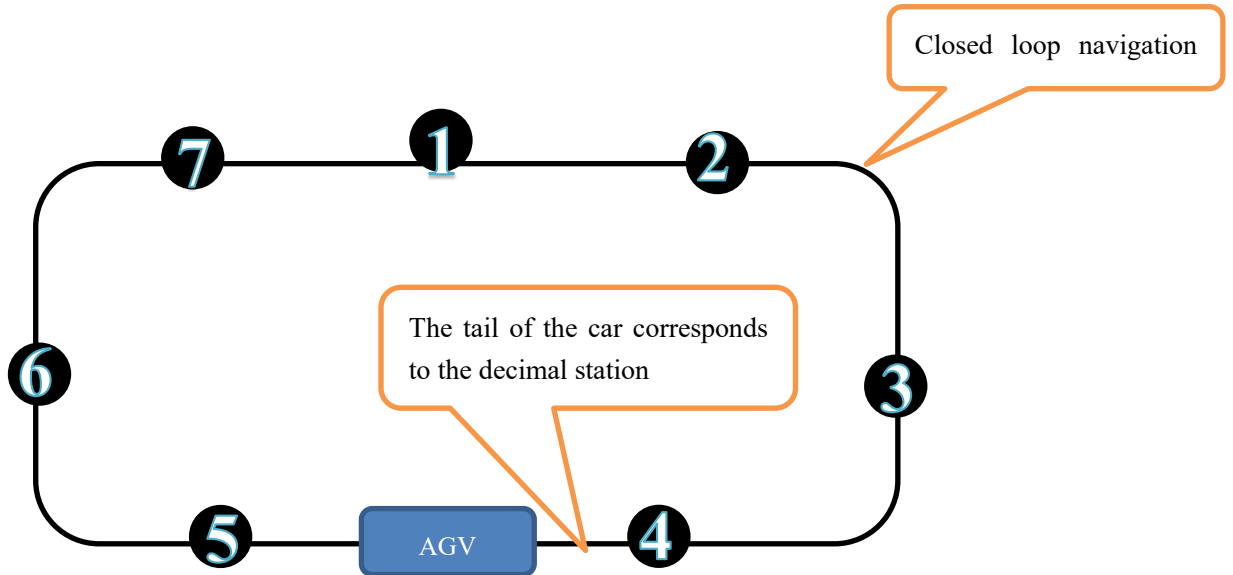 Closed loop navigation
7
1
2
The tail of the car corresponds
to the decimal station
6
3
5
AGV
4